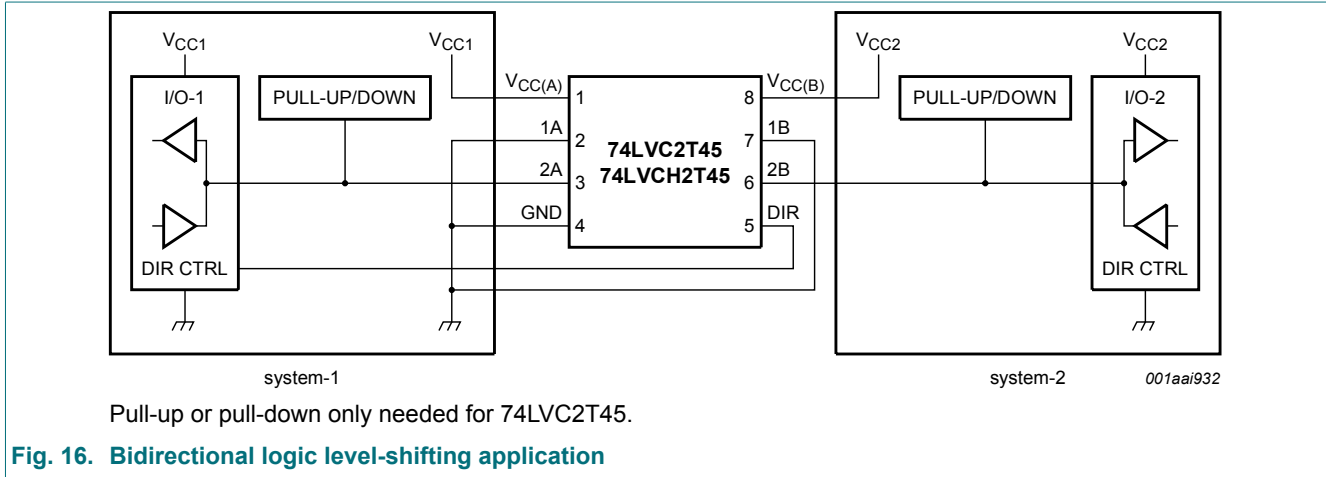 VCC1
VCC1
VCC2
VCC2
I/O-1
PULL-UP/DOWN
VCC(A)
1
8
VCC(B)
PULL-UP/DOWN
I/O-2
1A
2
7
1B
74LVC2T45
2A
3
74LVCH2T45
6
2B
GND
4
5
DIR
DIR CTRL
DIR CTRL
system-1
system-2
001aai932
Pull-up or pull-down only needed for 74LVC2T45.
Fig. 16. Bidirectional logic level-shifting application